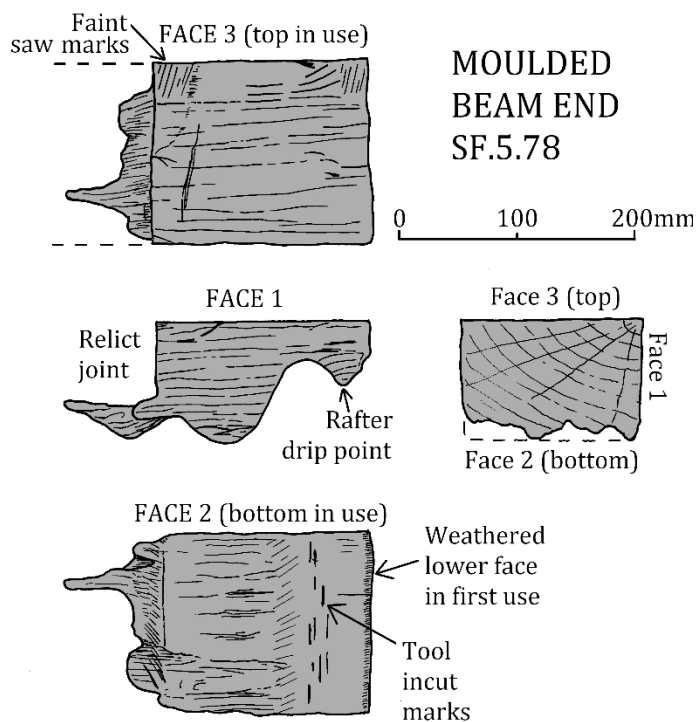 Faint
saw marks
FACE 3 (top in use)
MOULDED
BEAM END
SF.5.78
0 100 200mm
FACE 1
Relict
joint
Rafter
drip point
Face 3 (top)
Face 1
Face 2 (bottom)
FACE 2 (bottom in use)
Weathered
lower face
in first use
Tool
incut
marks